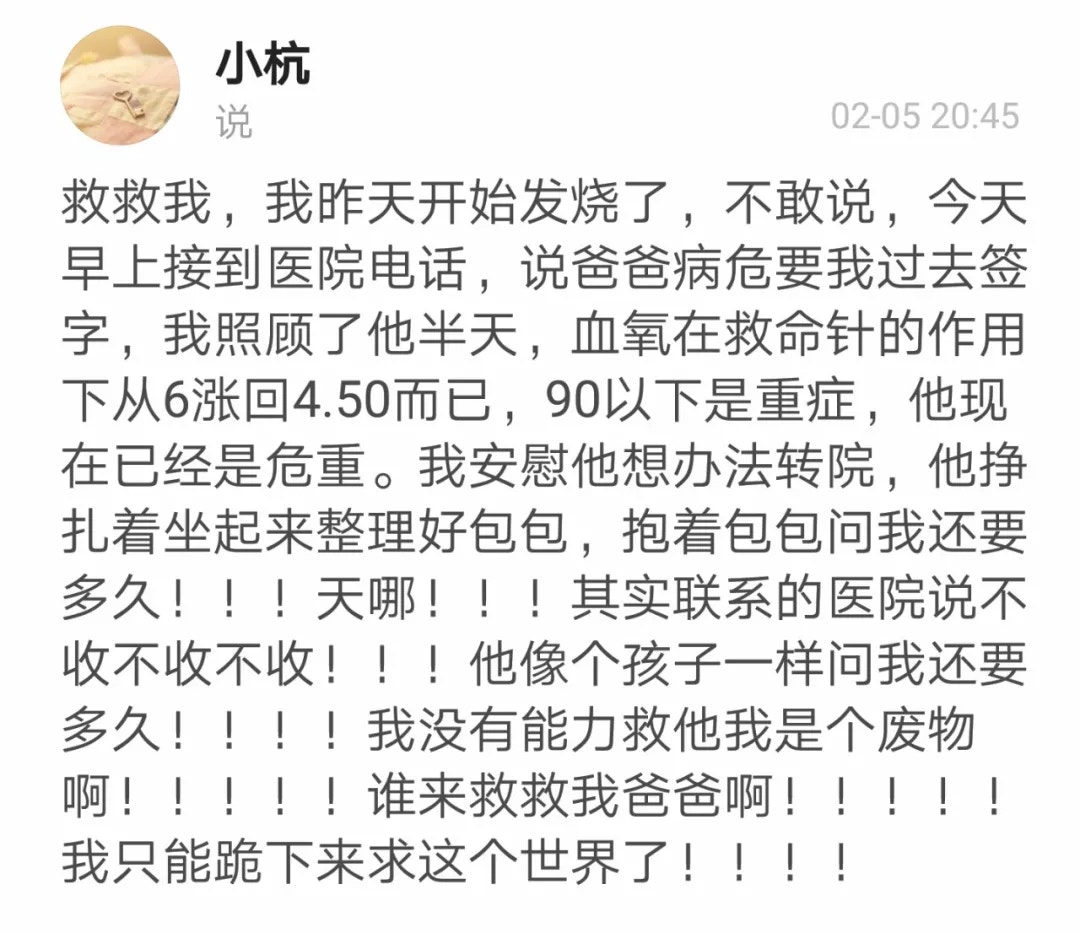 小杭
说
02-05 20:45
救救我，我昨天开始发烧了，不敢说，今天
早上接到医院电话，说爸爸病危要我过去签
字，我照顾了他半天，血氧在救命针的作用
下从6涨回4.50而已，90以下是重症，他现
在已经是危重。我安慰他想办法转院，他挣
扎着坐起来整理好包包，抱着包包问我还要
多久！！！天哪！！！其实联系的医院说不
收不收不收！！！他像个孩子一样问我还要
多久！！！！我没有能力救他我是个废物
啊！！！！！谁来救救我爸爸啊！！！！！
我只能跪下来求这个世界了！！！！